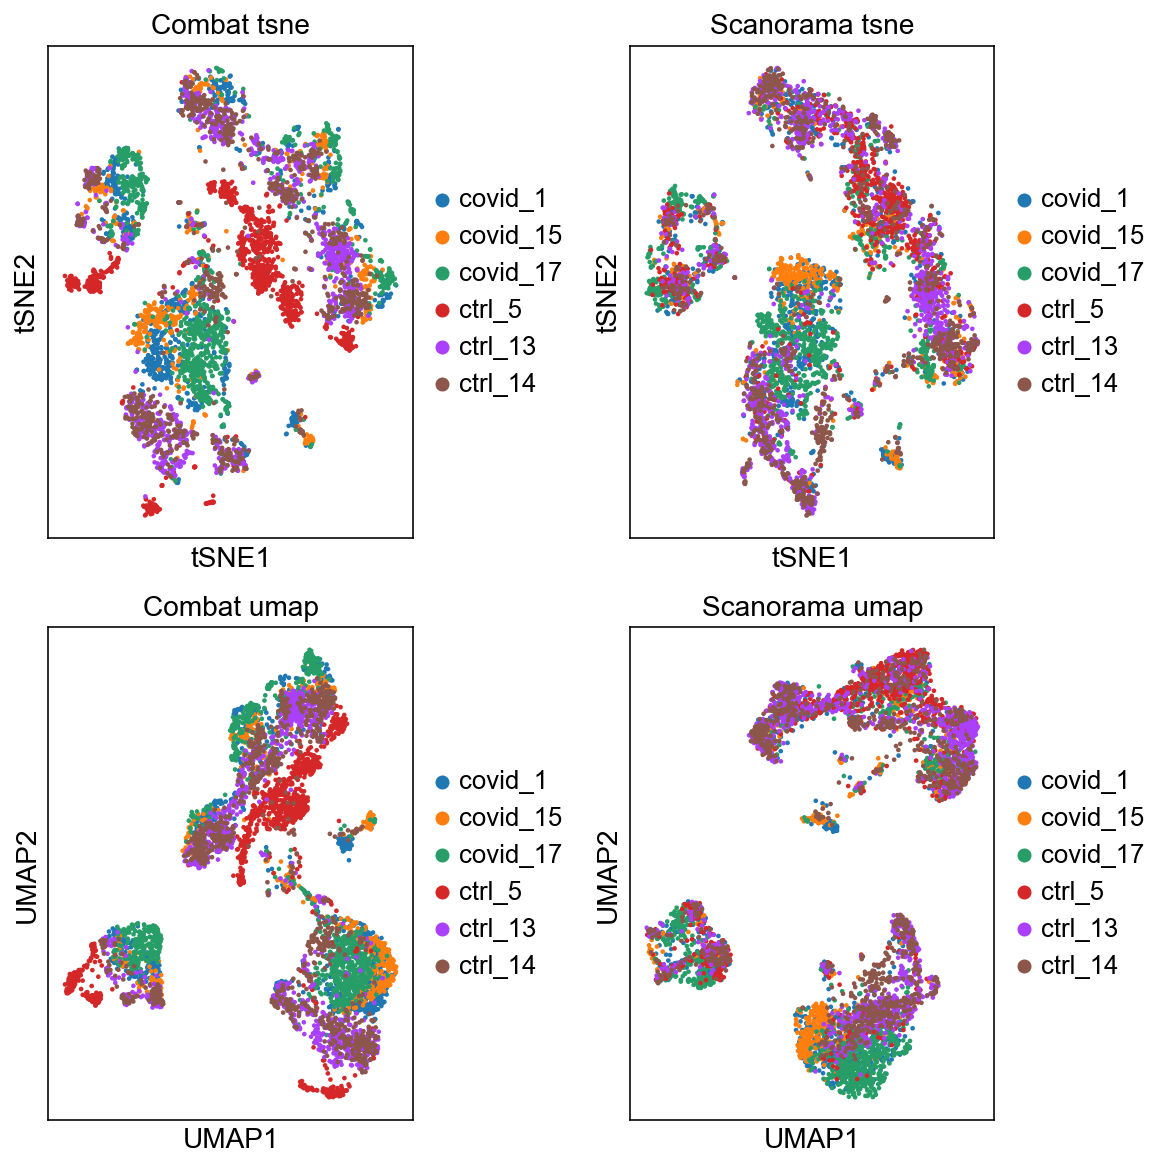 Combat tsne
tSNE2
tSNE1
covid_1
covid_15
covid_17
ctrl_5
ctrl_13
ctrl_14
Scanorama tsne
tSNE2
tSNE1
covid_1
covid_15
covid_17
ctrl_5
ctrl_13
ctrl_14
Combat umap
UMAP2
UMAP1
covid_1
covid_15
covid_17
ctrl_5
ctrl_13
ctrl_14
Scanorama umap
UMAP2
UMAP1
covid_1
covid_15
covid_17
ctrl_5
ctrl_13
ctrl_14